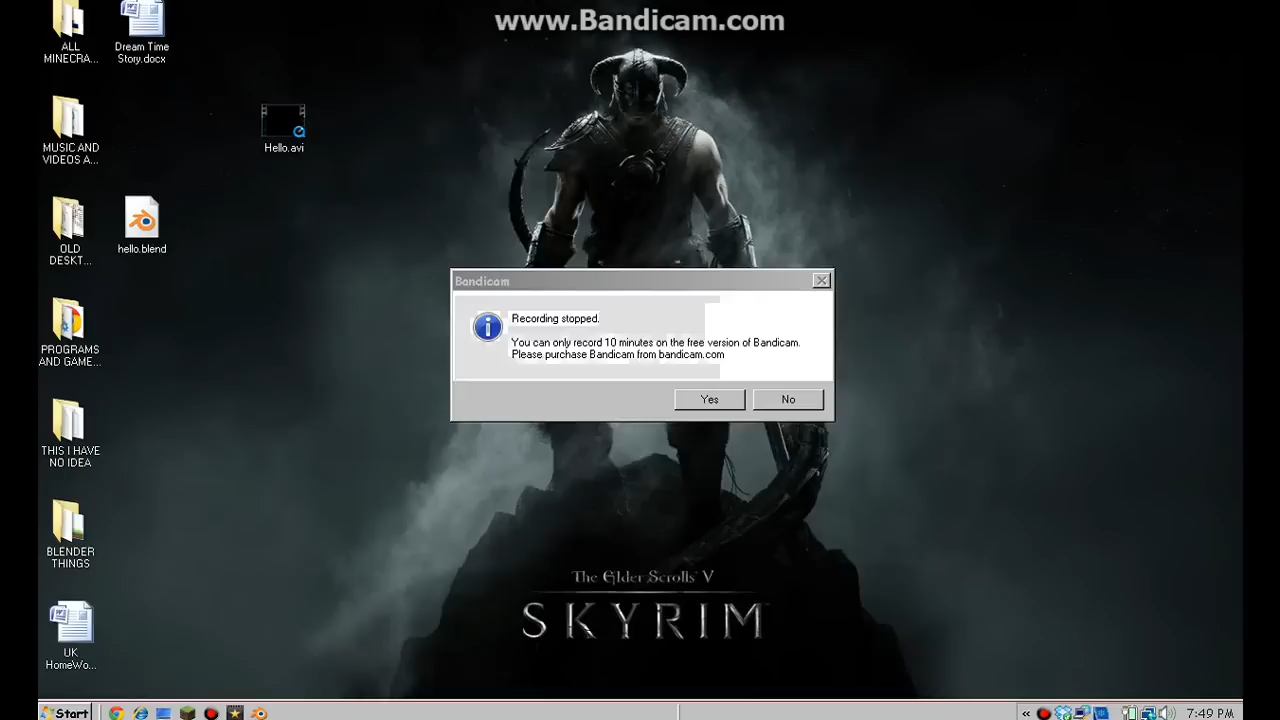 www.Bandicam.com
ALL
MINECRA...
Dream Time
Story.docx
MUSIC AND
VIDEOS A...
Hello.avi
OLD
DESKT...
hello.blend
Bandicam
Recording stopped.
You can only record 10 minutes on the free version of Bandicam.
Please purchase Bandicam from bandicam.com
Yes
No
PROGRAMS
AND GAME...
THIS I HAVE
NO IDEA
BLENDER
THINGS
The Elder Scrolls V
SKYRIM
UK
HomeWo...
Start
«
7:49 PM